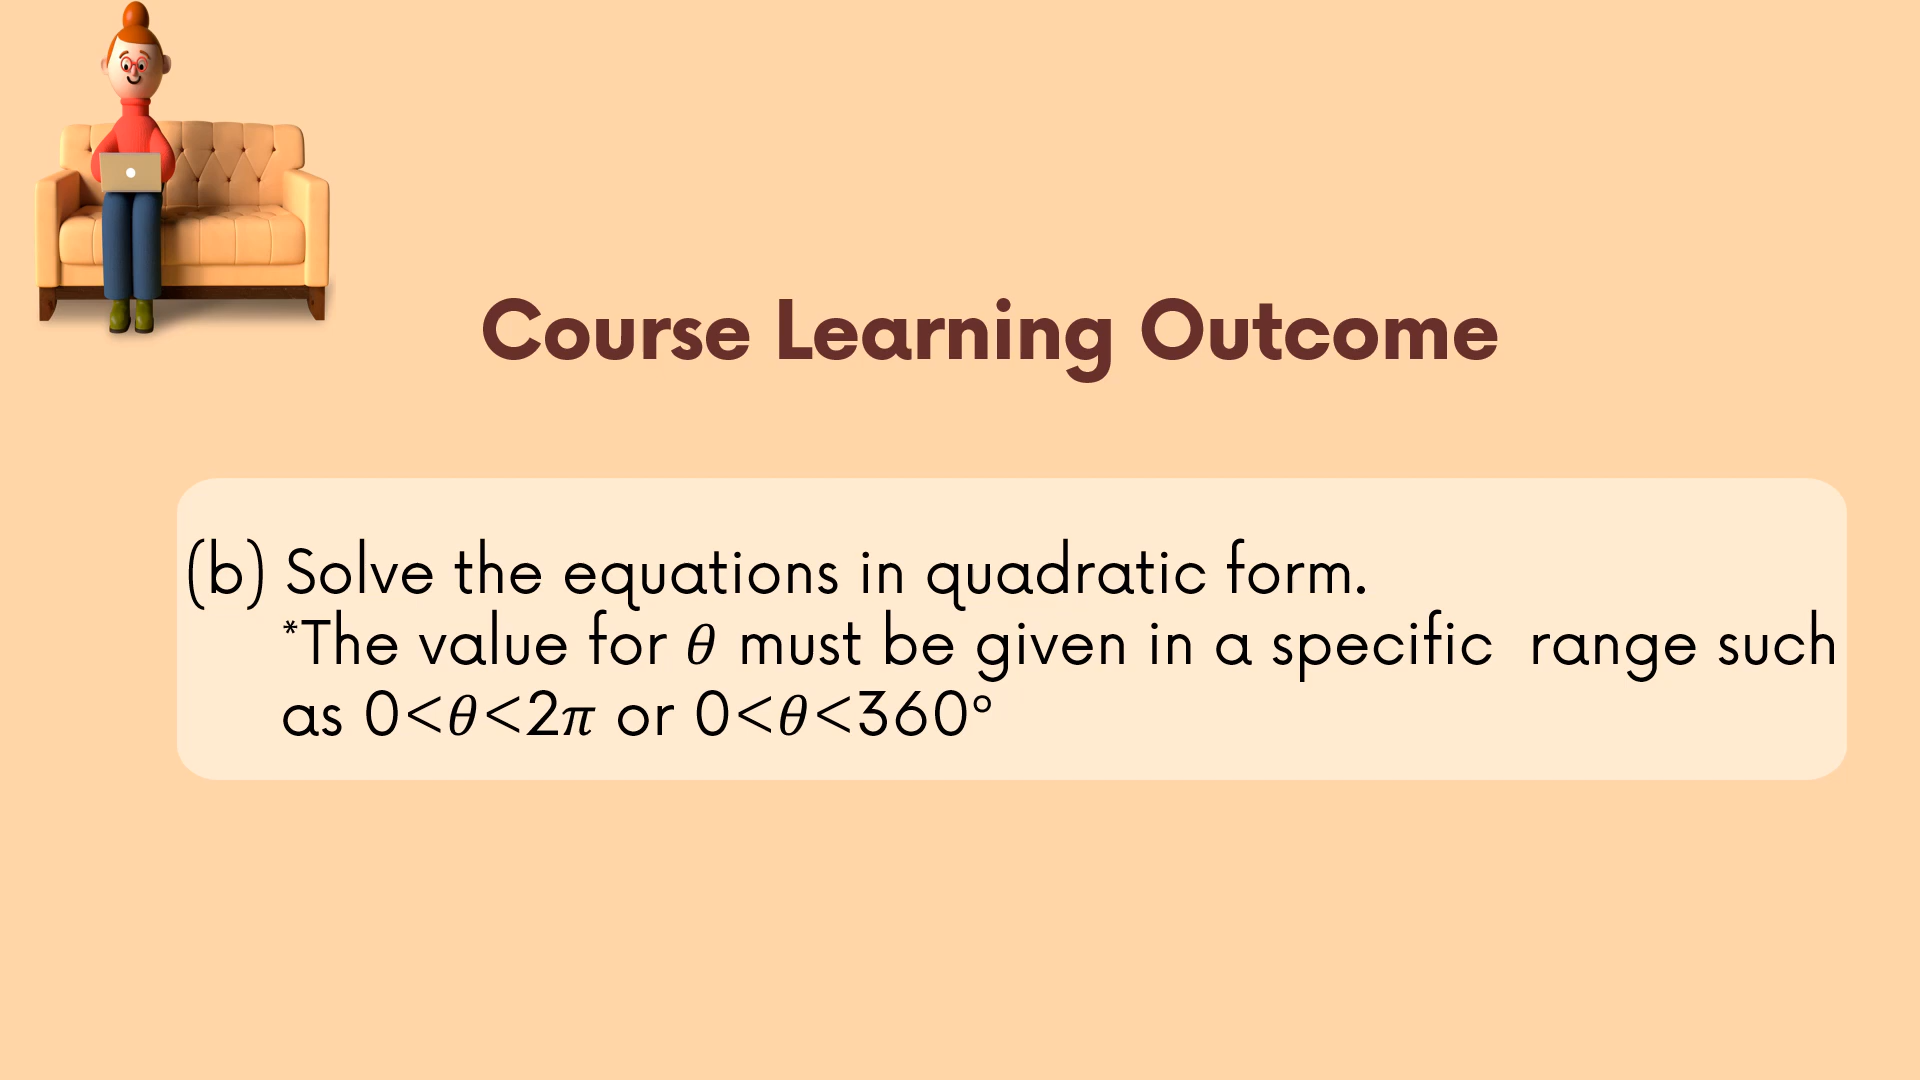 Course Learning Outcome
(b) Solve the equations in quadratic form.
*The value for θ must be given in a specific range such
as 0<θ<2π or 0<θ<360°